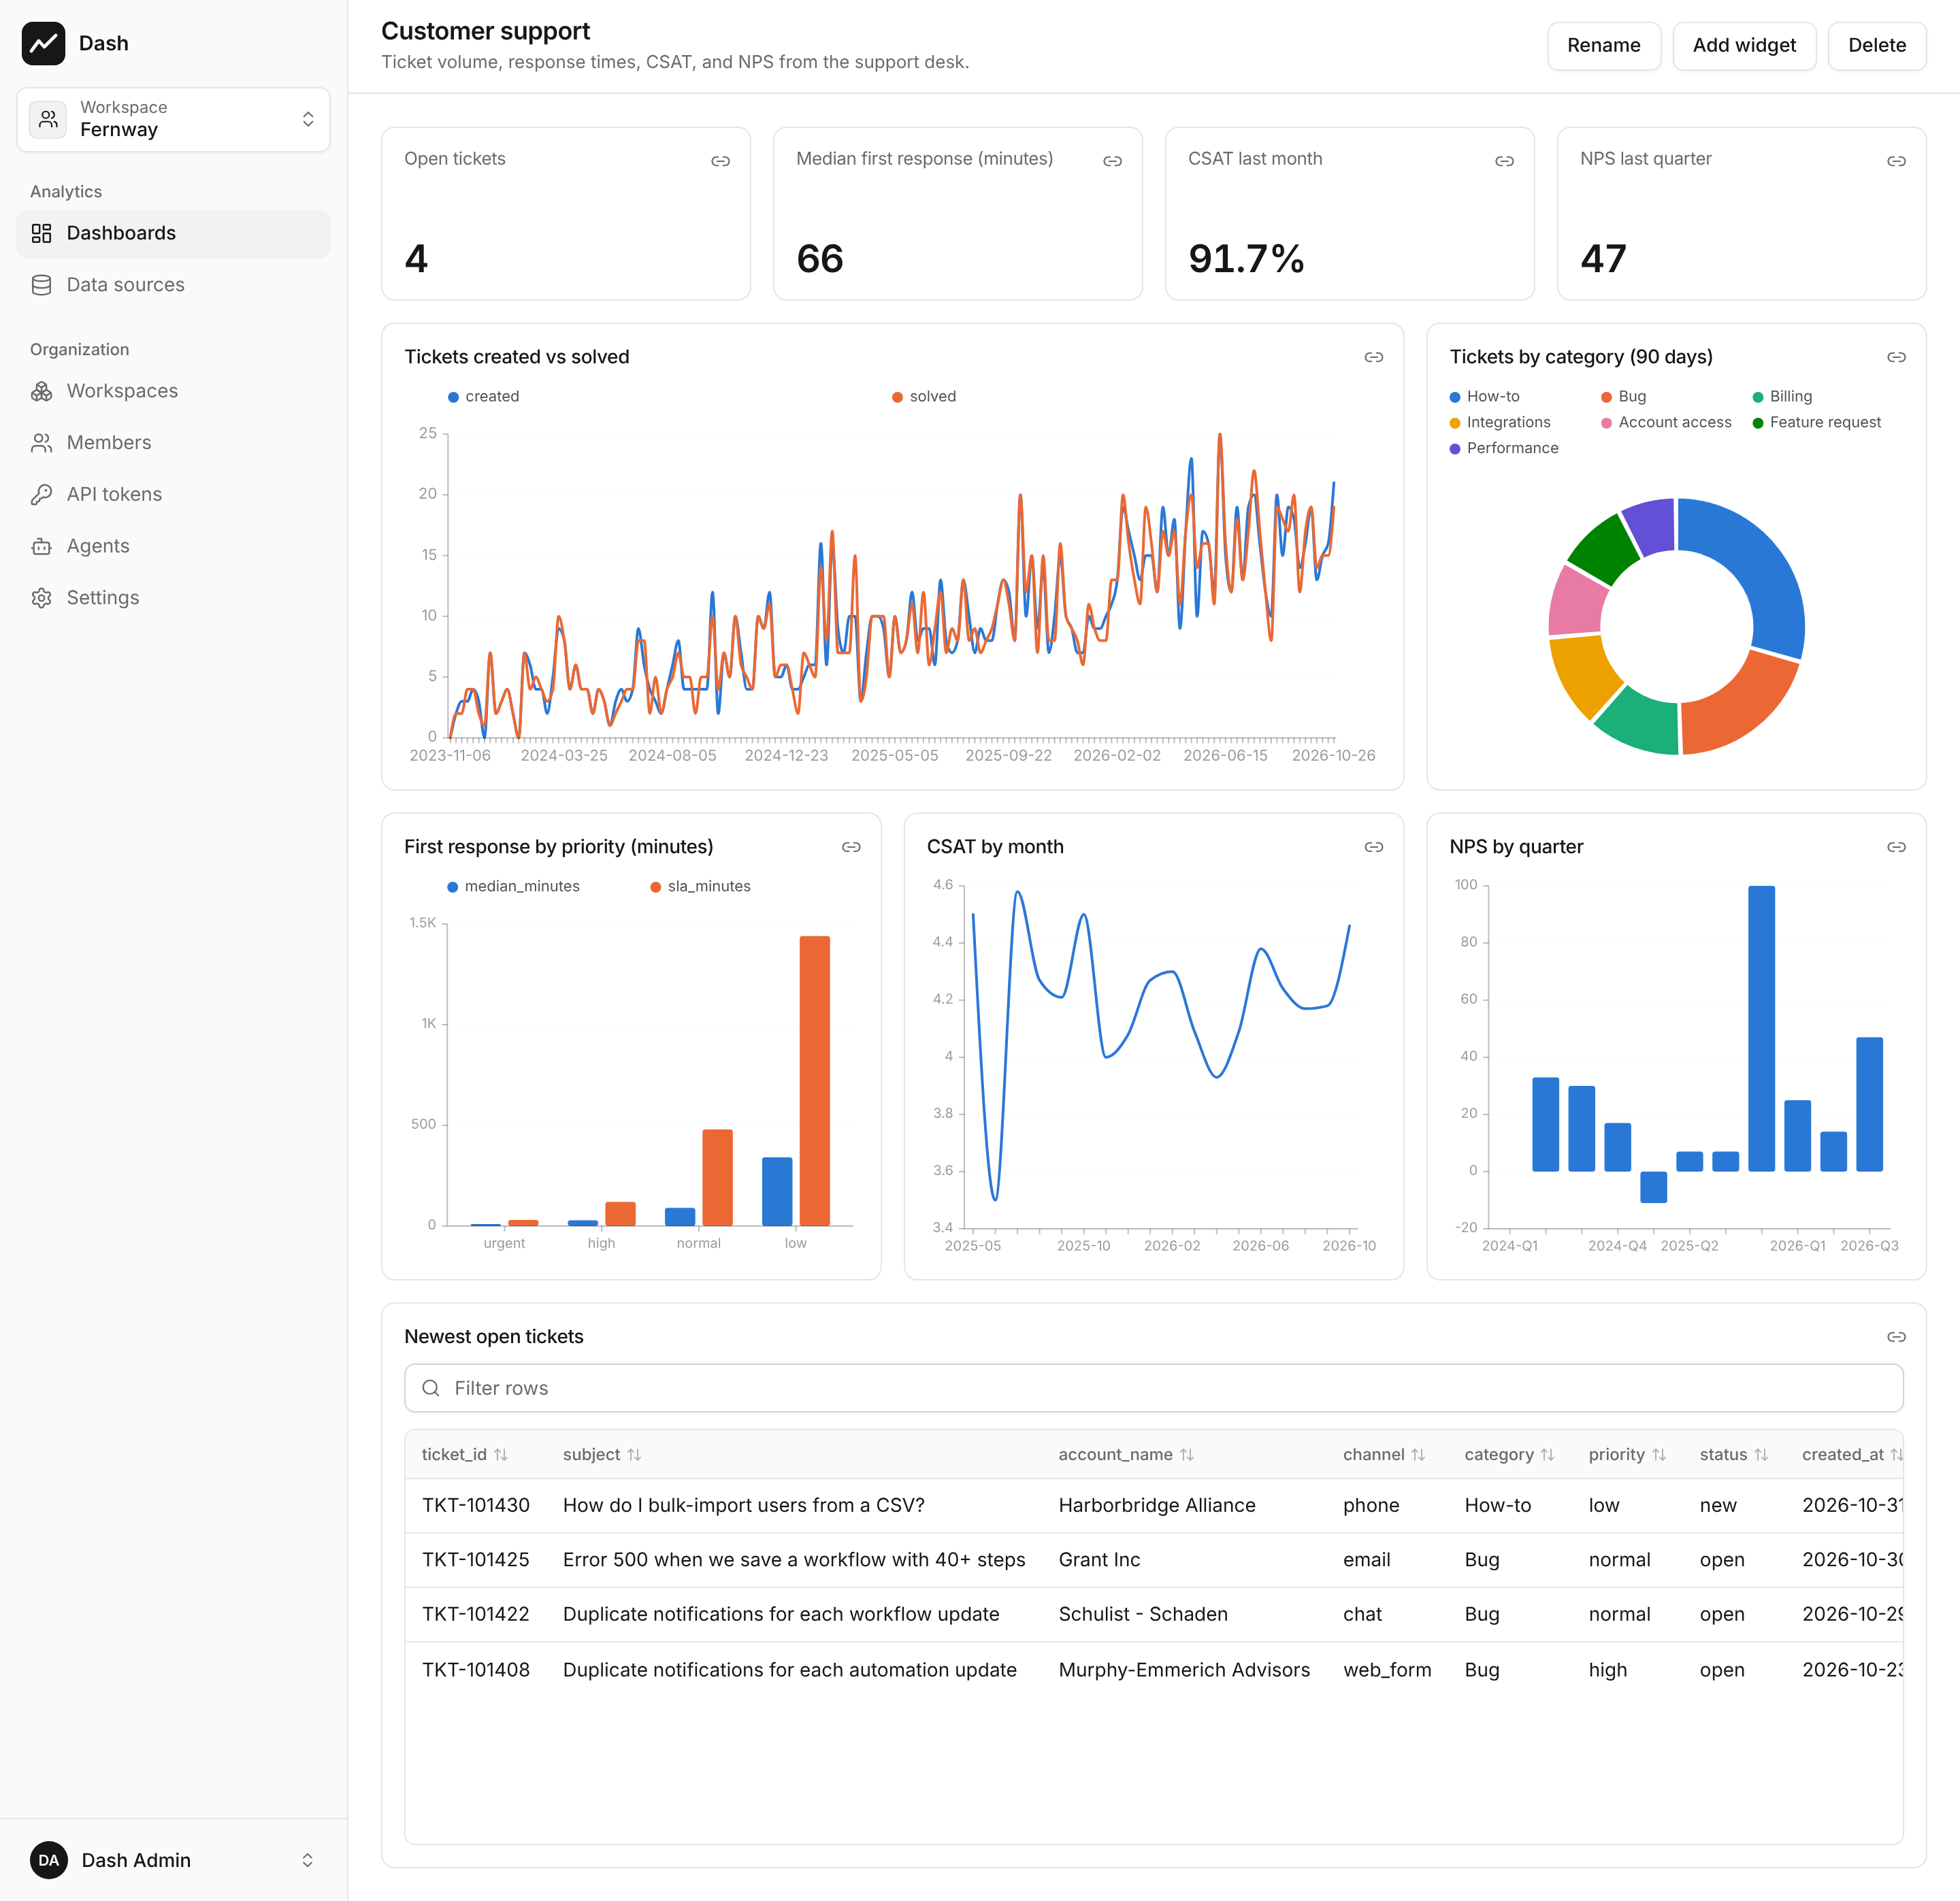 Dash
Workspace
Fernway
Analytics
Dashboards
Data sources
Organization
Workspaces
Members
API tokens
Agents
Settings
DA
Dash Admin
Customer support
Ticket volume, response times, CSAT, and NPS from the support desk.
Rename
Add widget
Delete
Open tickets
4
Median first response (minutes)
66
CSAT last month
91.7%
NPS last quarter
47
Tickets created vs solved
created solved
25
20
15
10
5
0
2023-11-06 2024-03-25 2024-08-05 2024-12-23 2025-05-05 2025-09-22 2026-02-02 2026-06-15 2026-10-26
Tickets by category (90 days)
How-to Bug Billing
Integrations Account access Feature request
Performance
First response by priority (minutes)
median_minutes sla_minutes
1.5K
1K
500
0
urgent high normal low
CSAT by month
4.6
4.4
4.2
4
3.8
3.6
3.4
2025-05 2025-10 2026-02 2026-06 2026-10
NPS by quarter
100
80
60
40
20
0
-20
2024-Q1 2024-Q4 2025-Q2 2026-Q1 2026-Q3
Newest open tickets
Filter rows
ticket_id subject account_name channel category priority status created_at
TKT-101430 How do I bulk-import users from a CSV? Harborbridge Alliance phone How-to low new 2026-10-31
TKT-101425 Error 500 when we save a workflow with 40+ steps Grant Inc email Bug normal open 2026-10-30
TKT-101422 Duplicate notifications for each workflow update Schulist - Schaden chat Bug normal open 2026-10-29
TKT-101408 Duplicate notifications for each automation update Murphy-Emmerich Advisors web_form Bug high open 2026-10-23